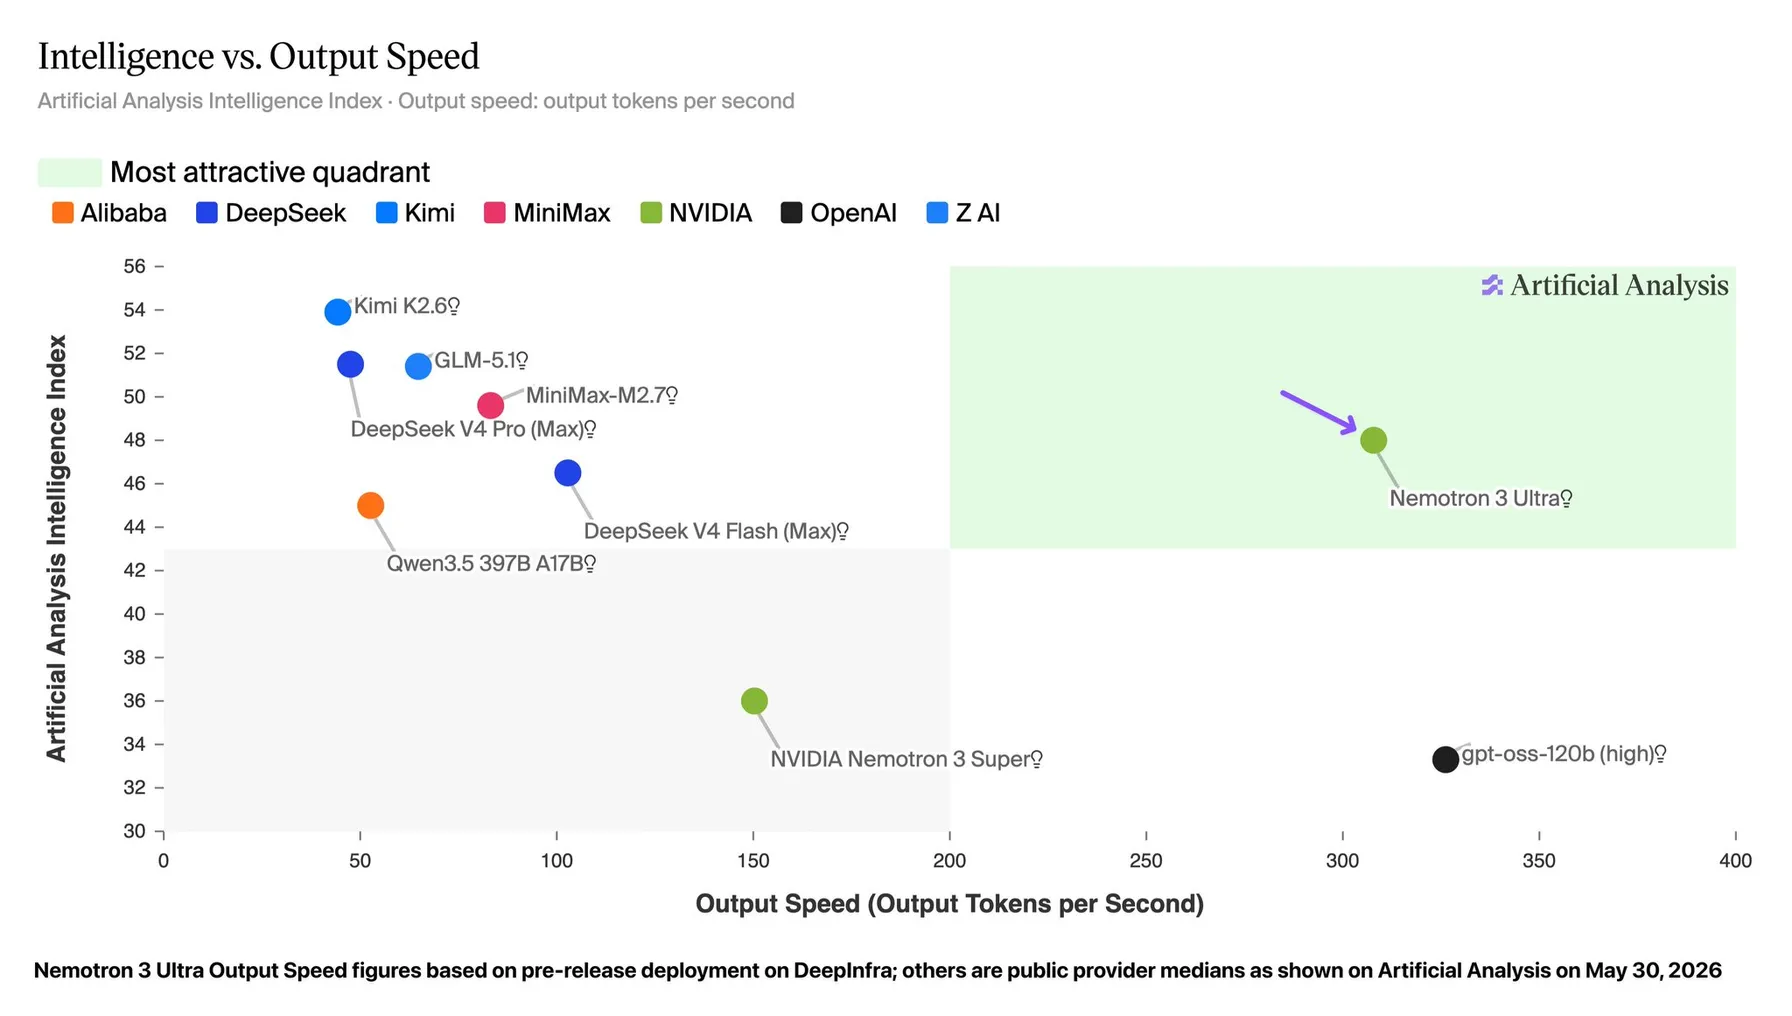 Intelligence vs. Output Speed
Artificial Analysis Intelligence Index · Output speed: output tokens per second
Most attractive quadrant
Alibaba DeepSeek Kimi MiniMax NVIDIA OpenAI Z AI
Artificial Analysis
Artificial Analysis Intelligence Index
56
54
52
50
48
46
44
42
40
38
36
34
32
30
Kimi K2.6
GLM-5.1
MiniMax-M2.7
DeepSeek V4 Pro (Max)
Nemotron 3 Ultra
DeepSeek V4 Flash (Max)
Qwen3.5 397B A17B
NVIDIA Nemotron 3 Super
gpt-oss-120b (high)
0 50 100 150 200 250 300 350 400
Output Speed (Output Tokens per Second)
Nemotron 3 Ultra Output Speed figures based on pre-release deployment on DeepInfra; others are public provider medians as shown on Artificial Analysis on May 30, 2026